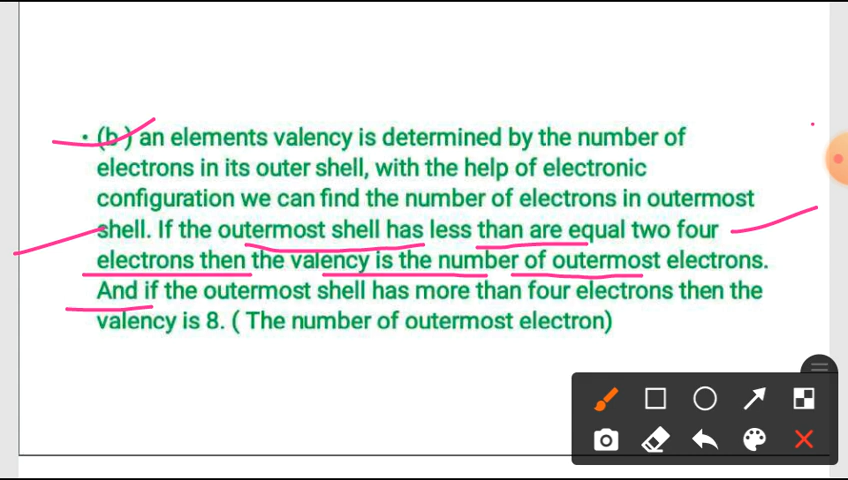 • (b ) an elements valency is determined by the number of
electrons in its outer shell, with the help of electronic
configuration we can find the number of electrons in outermost
shell. If the outermost shell has less than are equal two four
electrons then the valency is the number of outermost electrons.
And if the outermost shell has more than four electrons then the
valency is 8. ( The number of outermost electron)